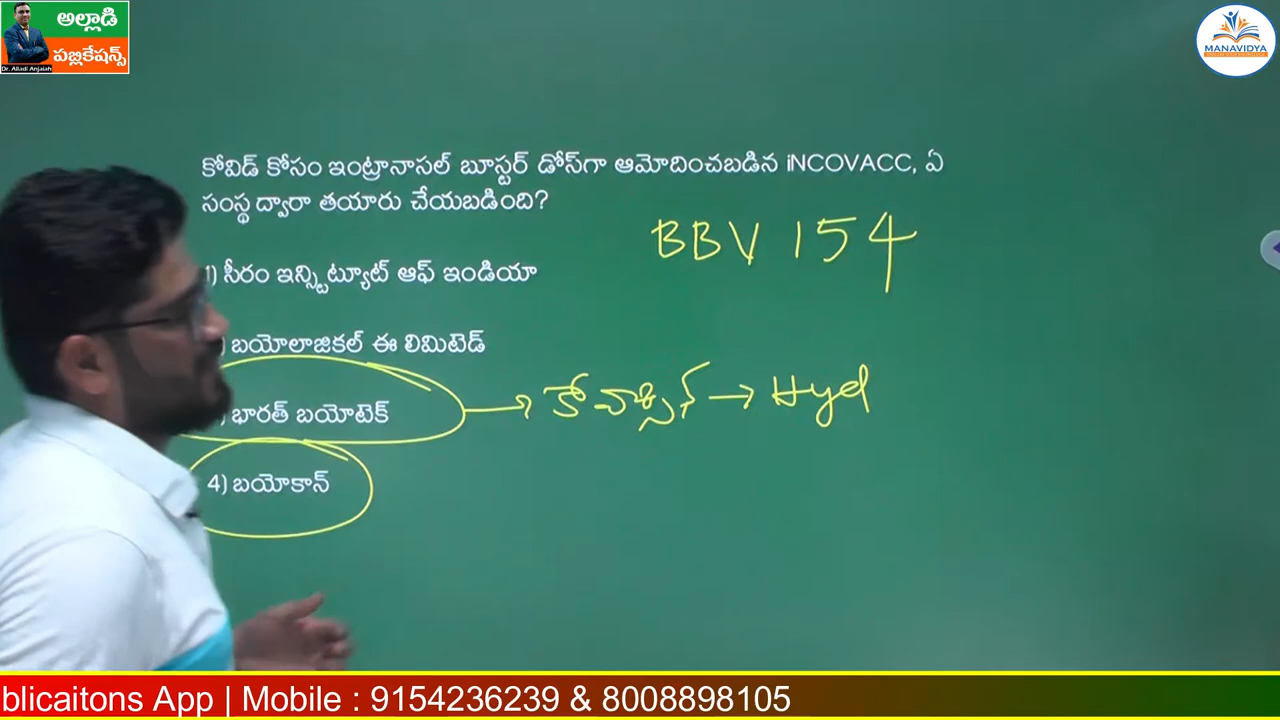 అల్లాడి
పబ్లికేషన్స్
Dr. Alladi Anjaiah
MANAVIDYA
కోవిడ్ కోసం ఇంట్రానాసల్ బూస్టర్ డోస్‌గా ఆమోదించబడిన iNCOVACC, ఏ
సంస్థ ద్వారా తయారు చేయబడింది?
BBV 154
1) సీరం ఇన్స్టిట్యూట్ ఆఫ్ ఇండియా
) బయోలాజికల్ ఈ లిమిటెడ్
) భారత్ బయోటెక్ → కోవాక్సిన్ → Hyd
4) బయోకాన్
blicaitons App | Mobile : 9154236239 & 8008898105